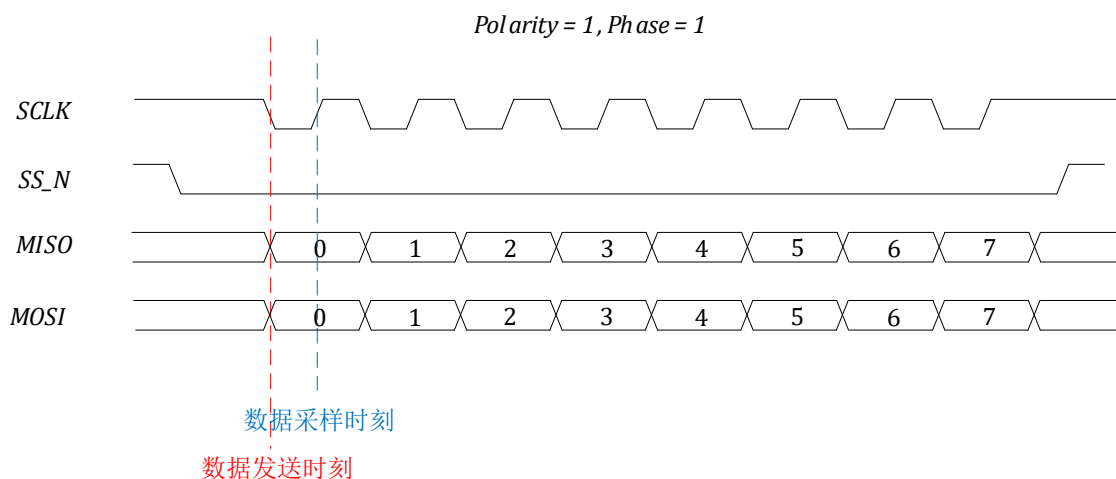 Polarity = 1, Phase = 1
SCLK
SS_N
MISO 0 1 2 3 4 5 6 7
MOSI 0 1 2 3 4 5 6 7
数据采样时刻
数据发送时刻